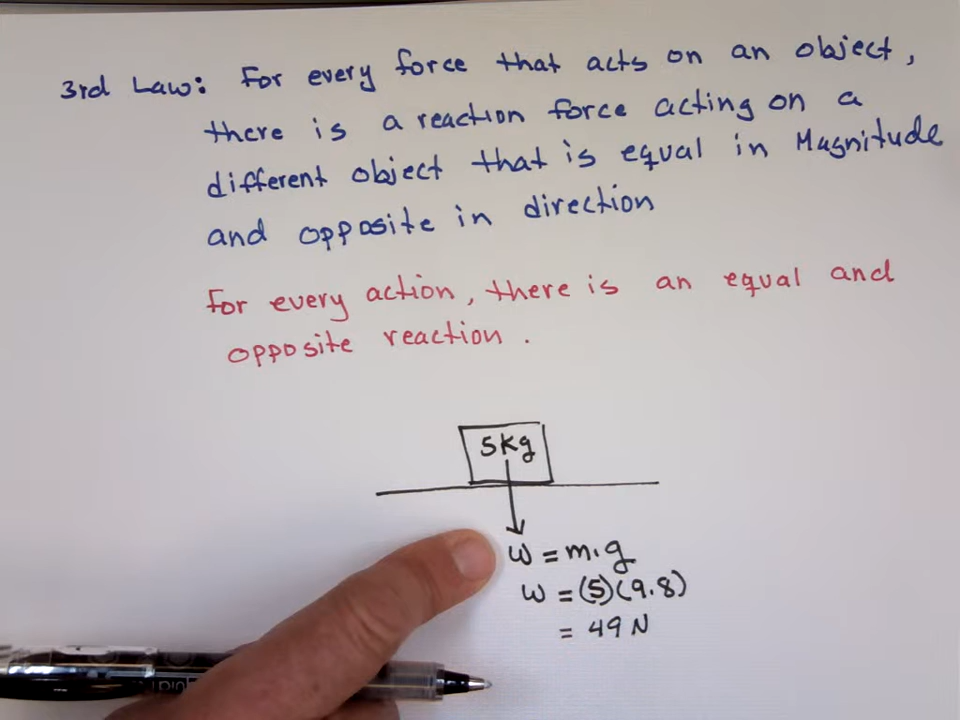 3rd Law: For every force that acts on an object,
there is a reaction force acting on a
different object that is equal in Magnitude
and opposite in direction
For every action, there is an equal and
opposite reaction.
5kg
w = m.g
w = (5)(9.8)
= 49 N